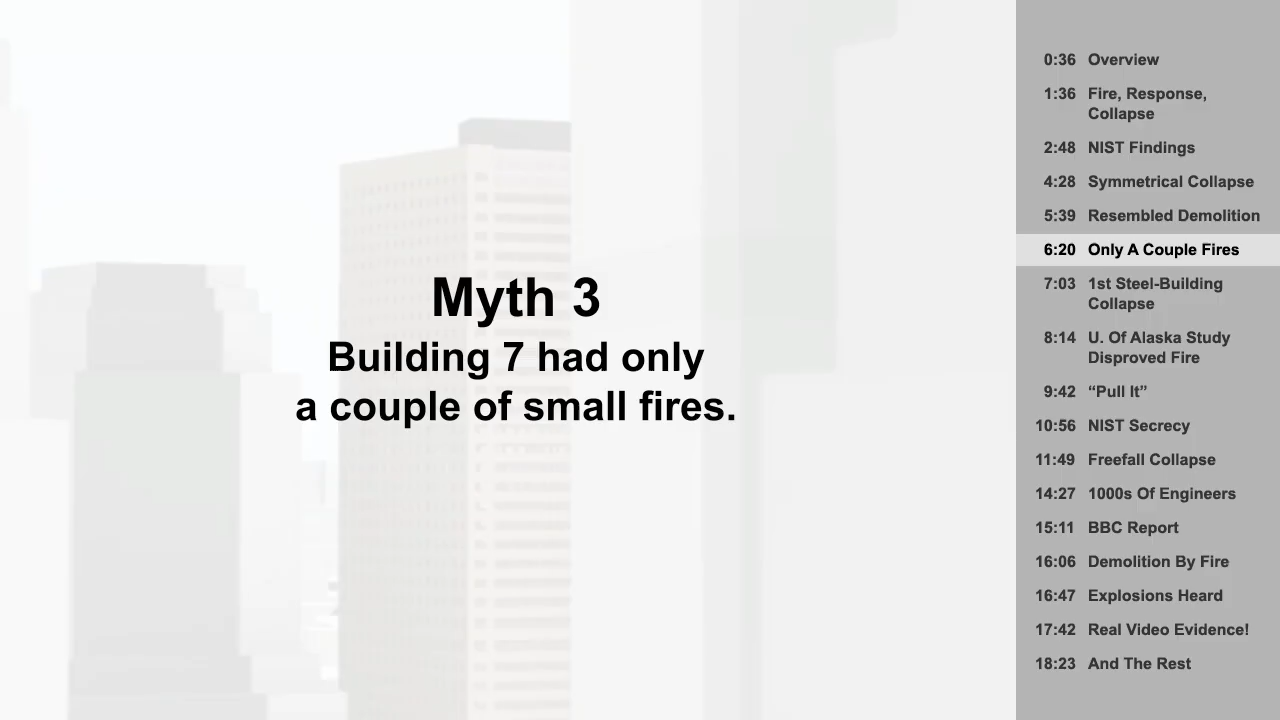 Myth 3
Building 7 had only
a couple of small fires.
0:36 Overview
1:36 Fire, Response,
Collapse
2:48 NIST Findings
4:28 Symmetrical Collapse
5:39 Resembled Demolition
6:20 Only A Couple Fires
7:03 1st Steel-Building
Collapse
8:14 U. Of Alaska Study
Disproved Fire
9:42 “Pull It”
10:56 NIST Secrecy
11:49 Freefall Collapse
14:27 1000s Of Engineers
15:11 BBC Report
16:06 Demolition By Fire
16:47 Explosions Heard
17:42 Real Video Evidence!
18:23 And The Rest